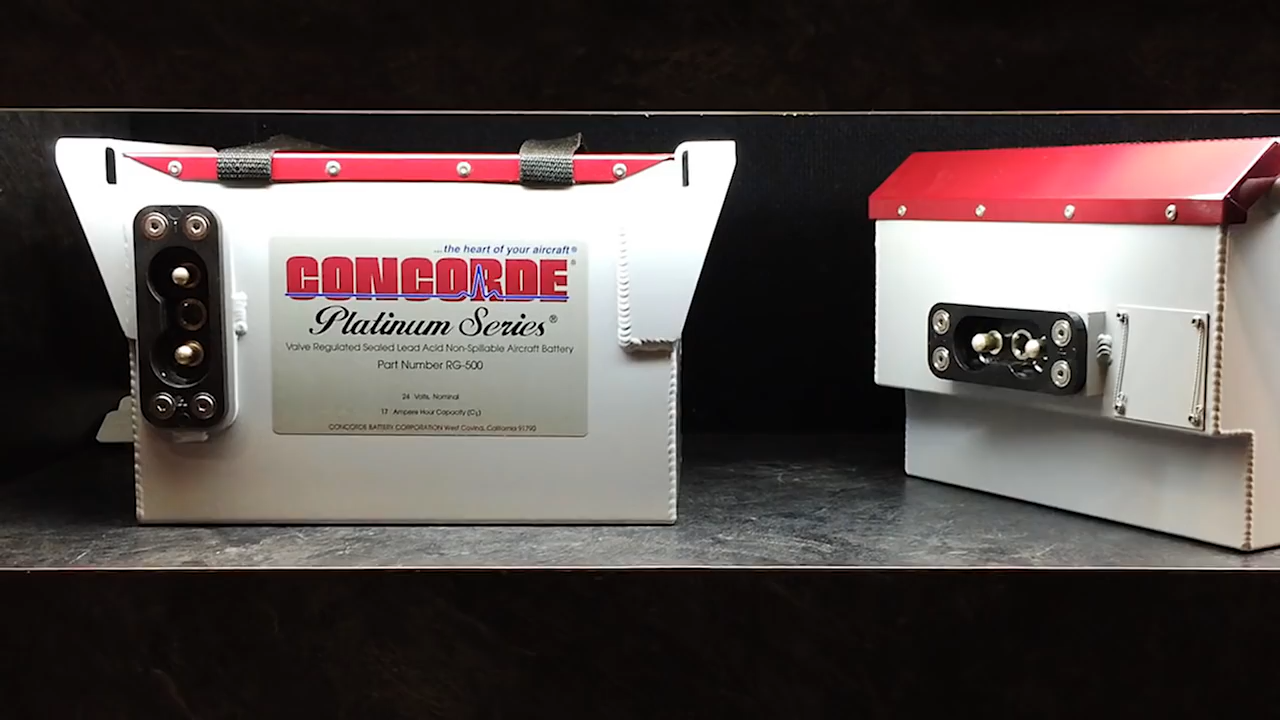 ...the heart of your aircraft®
CONCORDE®
Platinum Series®
Valve Regulated Sealed Lead Acid Non-Spillable Aircraft Battery
Part Number RG-500
24 Volts, Nominal
17 Ampere Hour Capacity (C₁)
CONCORDE BATTERY CORPORATION West Covina, California 91790